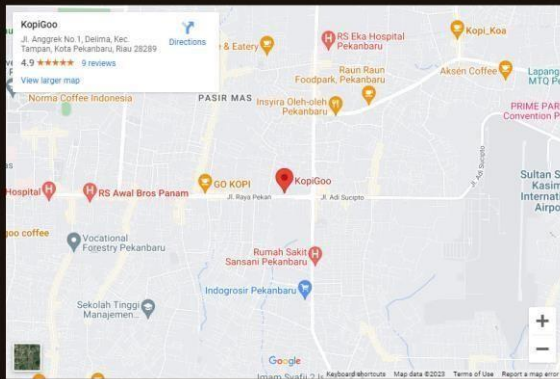 KopiGoo
Jl. Anggrek No.1, Delima, Kec.
Tampan, Kota Pekanbaru, Riau 28289
4.9 ★★★★★ 9 reviews
View larger map
Directions
& Eatery
RS Eka Hospital
Pekanbaru
Kopi_Koa
Raun Raun
Foodpark, Pekanbaru
Aksen Coffee
Lapang
MTQ Pe
Norma Coffee Indonesia
PASIR MAS
Insyira Oleh-oleh
Pekanbaru
PRIME PAR
Convention P
GO KOPI
KopiGoo
Hospital
RS Awal Bros Panam
Jl. Raya Pekan
Jl. Adi Sucipto
Jl. Adi Sucipto
Sultan S
Kasim
Internati
Airpo
goo coffee
Vocational
Forestry Pekanbaru
Rumah Sakit
Sansani Pekanbaru
Indogrosir Pekanbaru
Sekolah Tinggi
Manajemen...
Google
Imam Syafii 2
Keyboard shortcuts
Map data ©2023
Terms of Use
Report a map error